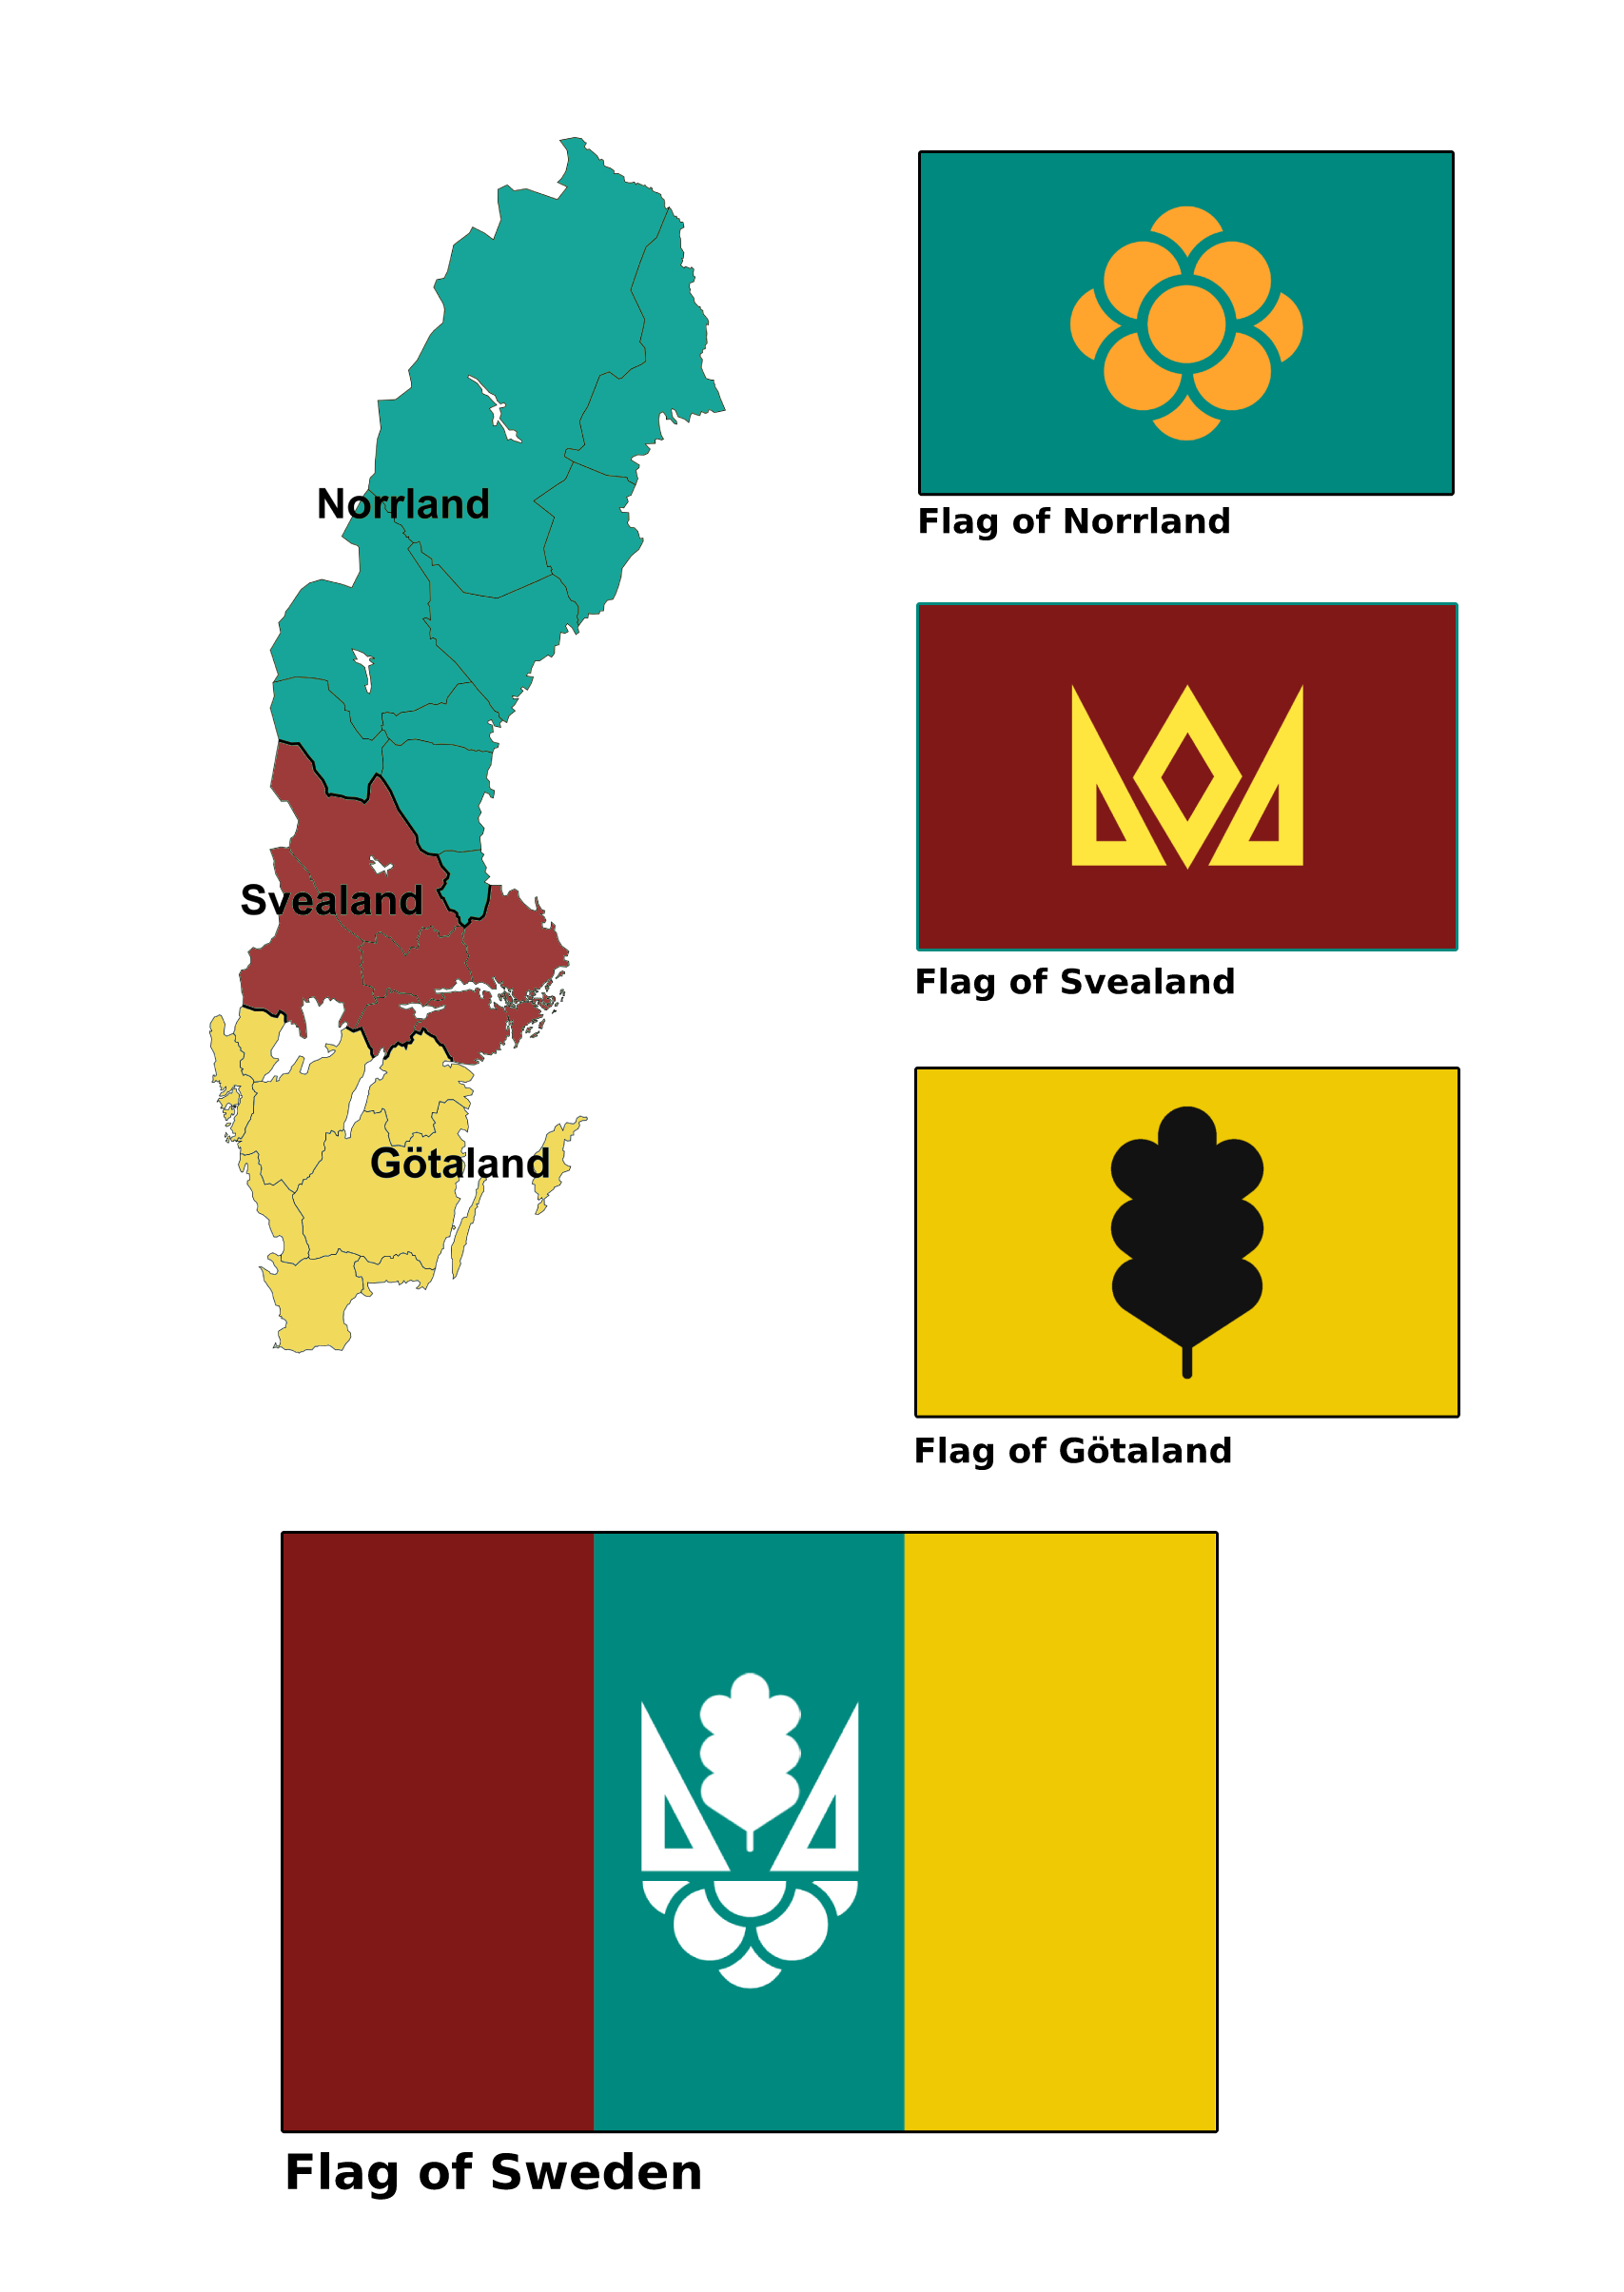 Norrland
Svealand
Götaland
Flag of Norrland
Flag of Svealand
Flag of Götaland
Flag of Sweden